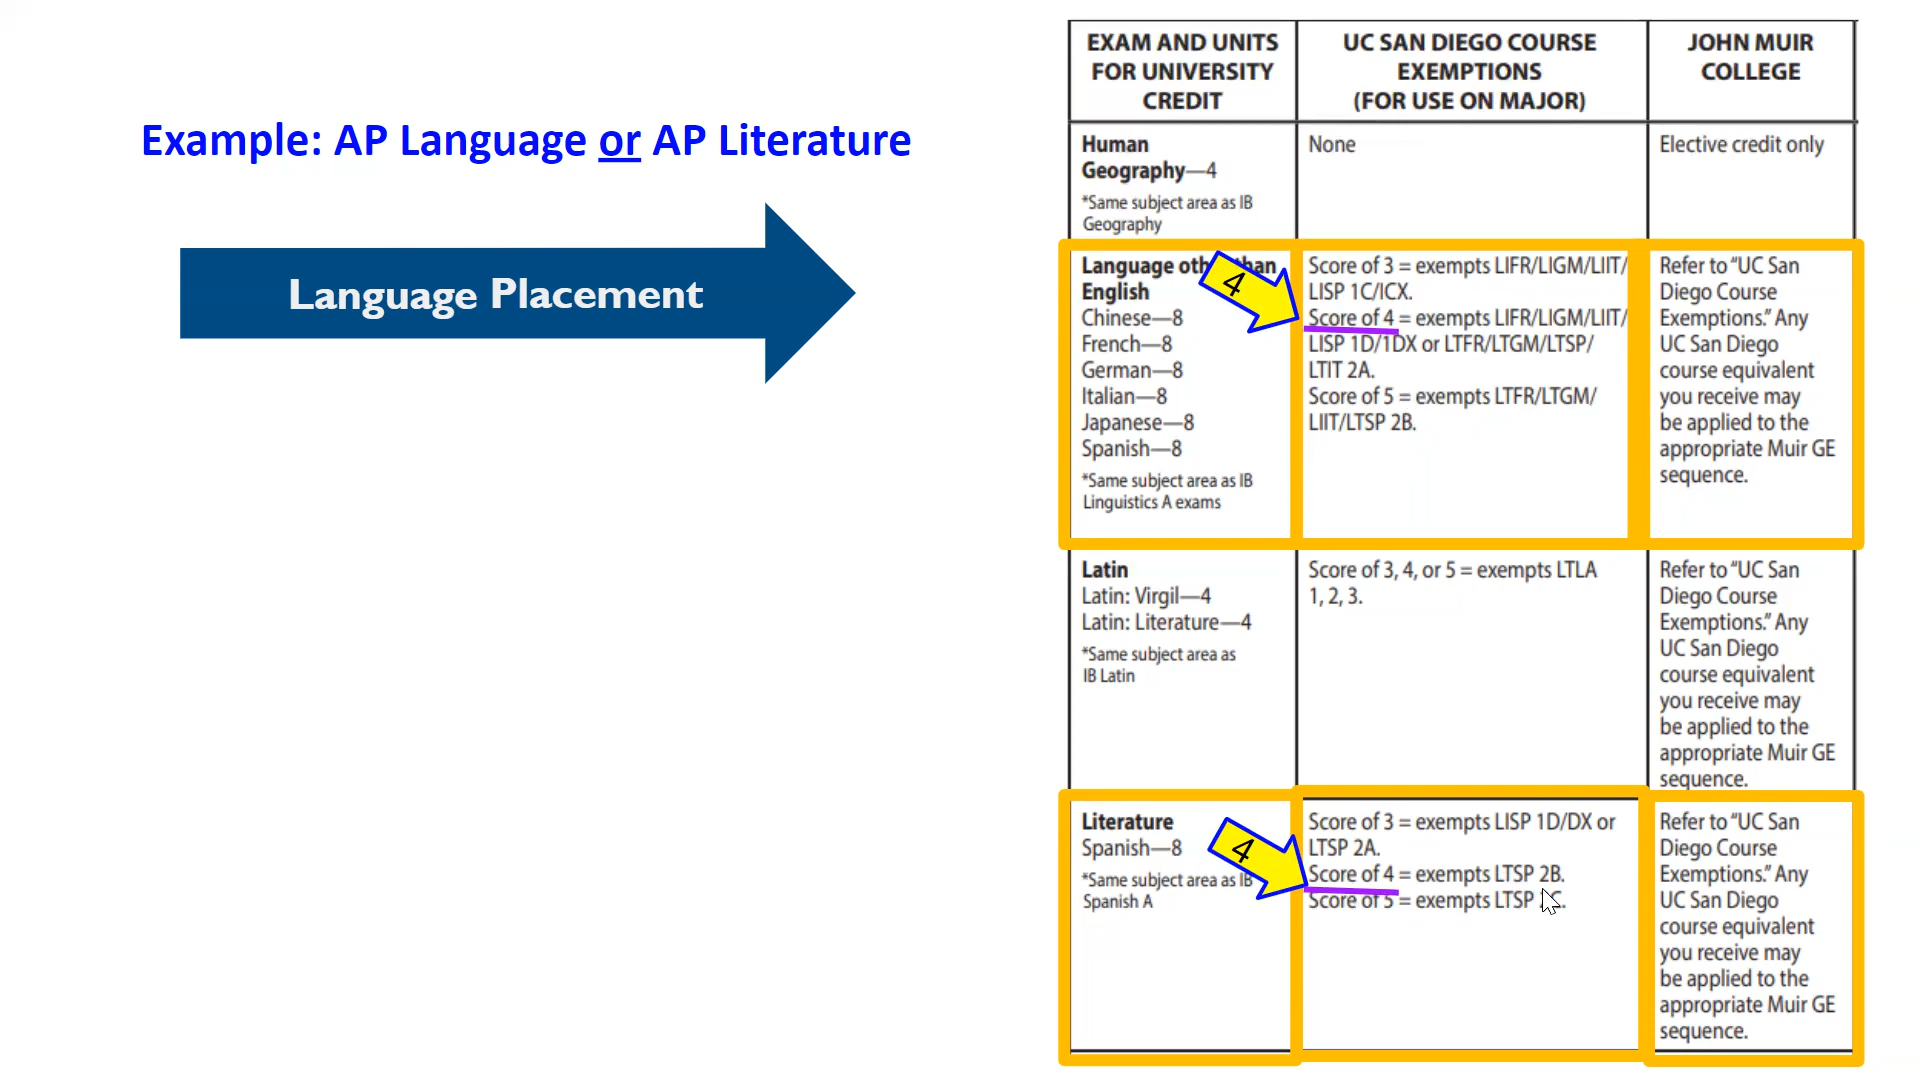 Example: AP Language or AP Literature
Language Placement
EXAM AND UNITS
FOR UNIVERSITY
CREDIT
UC SAN DIEGO COURSE
EXEMPTIONS
(FOR USE ON MAJOR)
JOHN MUIR
COLLEGE
Human
Geography—4
*Same subject area as IB
Geography
None
Elective credit only
Language other than
English
Chinese—8
French—8
German—8
Italian—8
Japanese—8
Spanish—8
*Same subject area as IB
Linguistics A exams
4
Score of 3 = exempts LIFR/LIGM/LIIT/
LISP 1C/ICX.
Score of 4 = exempts LIFR/LIGM/LIIT/
LISP 1D/1DX or LTFR/LTGM/LTSP/
LTIT 2A.
Score of 5 = exempts LTFR/LTGM/
LIIT/LTSP 2B.
Refer to “UC San
Diego Course
Exemptions.” Any
UC San Diego
course equivalent
you receive may
be applied to the
appropriate Muir GE
sequence.
Latin
Latin: Virgil—4
Latin: Literature—4
*Same subject area as
IB Latin
Score of 3, 4, or 5 = exempts LTLA
1, 2, 3.
Refer to “UC San
Diego Course
Exemptions.” Any
UC San Diego
course equivalent
you receive may
be applied to the
appropriate Muir GE
sequence.
Literature
Spanish—8
*Same subject area as IB
Spanish A
4
Score of 3 = exempts LISP 1D/DX or
LTSP 2A.
Score of 4 = exempts LTSP 2B.
Score of 5 = exempts LTSP 2C.
Refer to “UC San
Diego Course
Exemptions.” Any
UC San Diego
course equivalent
you receive may
be applied to the
appropriate Muir GE
sequence.